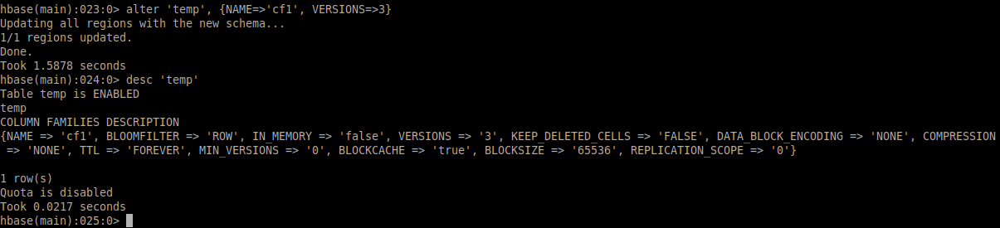 hbase(main):023:0> alter 'temp', {NAME=>'cf1', VERSIONS=>3}
Updating all regions with the new schema...
1/1 regions updated.
Done.
Took 1.5878 seconds
hbase(main):024:0> desc 'temp'
Table temp is ENABLED
temp
COLUMN FAMILIES DESCRIPTION
{NAME => 'cf1', BLOOMFILTER => 'ROW', IN_MEMORY => 'false', VERSIONS => '3', KEEP_DELETED_CELLS => 'FALSE', DATA_BLOCK_ENCODING => 'NONE', COMPRESSION
 => 'NONE', TTL => 'FOREVER', MIN_VERSIONS => '0', BLOCKCACHE => 'true', BLOCKSIZE => '65536', REPLICATION_SCOPE => '0'}
1 row(s)
Quota is disabled
Took 0.0217 seconds
hbase(main):025:0>